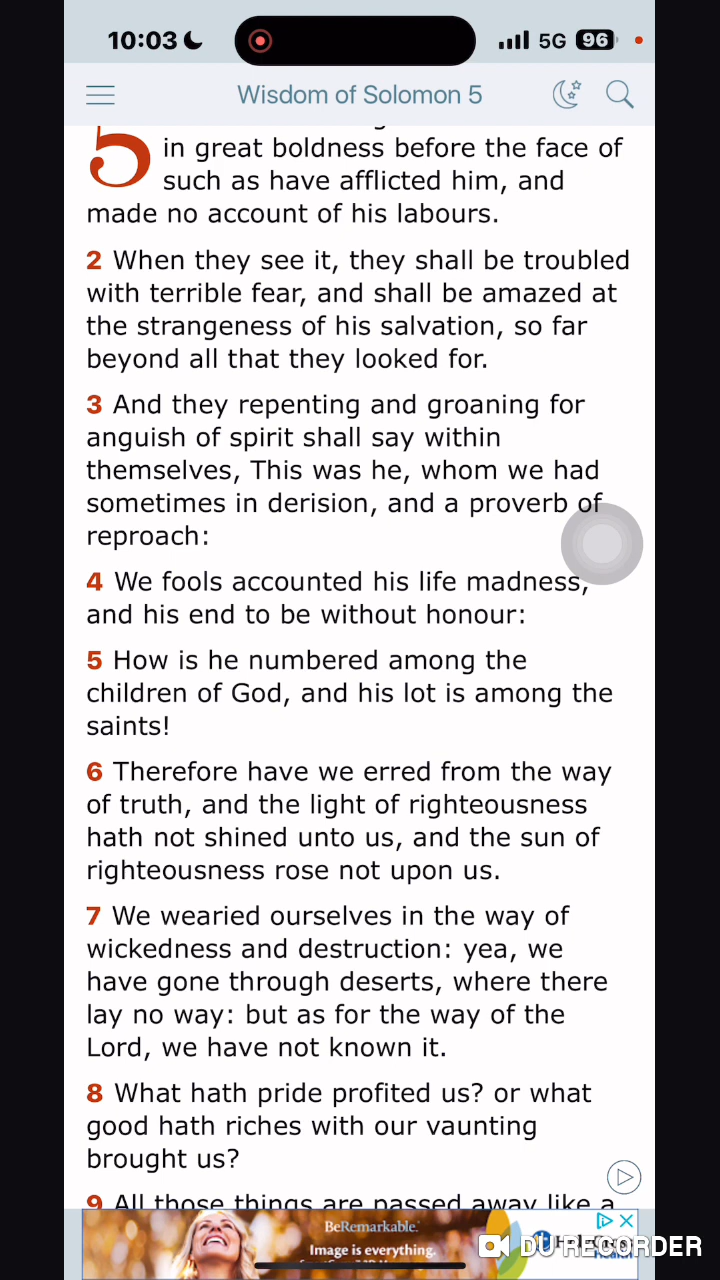 10:03
5G 96
Wisdom of Solomon 5
5 in great boldness before the face of
such as have afflicted him, and
made no account of his labours.
2 When they see it, they shall be troubled
with terrible fear, and shall be amazed at
the strangeness of his salvation, so far
beyond all that they looked for.
3 And they repenting and groaning for
anguish of spirit shall say within
themselves, This was he, whom we had
sometimes in derision, and a proverb of
reproach:
4 We fools accounted his life madness,
and his end to be without honour:
5 How is he numbered among the
children of God, and his lot is among the
saints!
6 Therefore have we erred from the way
of truth, and the light of righteousness
hath not shined unto us, and the sun of
righteousness rose not upon us.
7 We wearied ourselves in the way of
wickedness and destruction: yea, we
have gone through deserts, where there
lay no way: but as for the way of the
Lord, we have not known it.
8 What hath pride profited us? or what
good hath riches with our vaunting
brought us?
9 All those things are passed away like a
BeRemarkable.
Image is everything.
Health
DU RECORDER